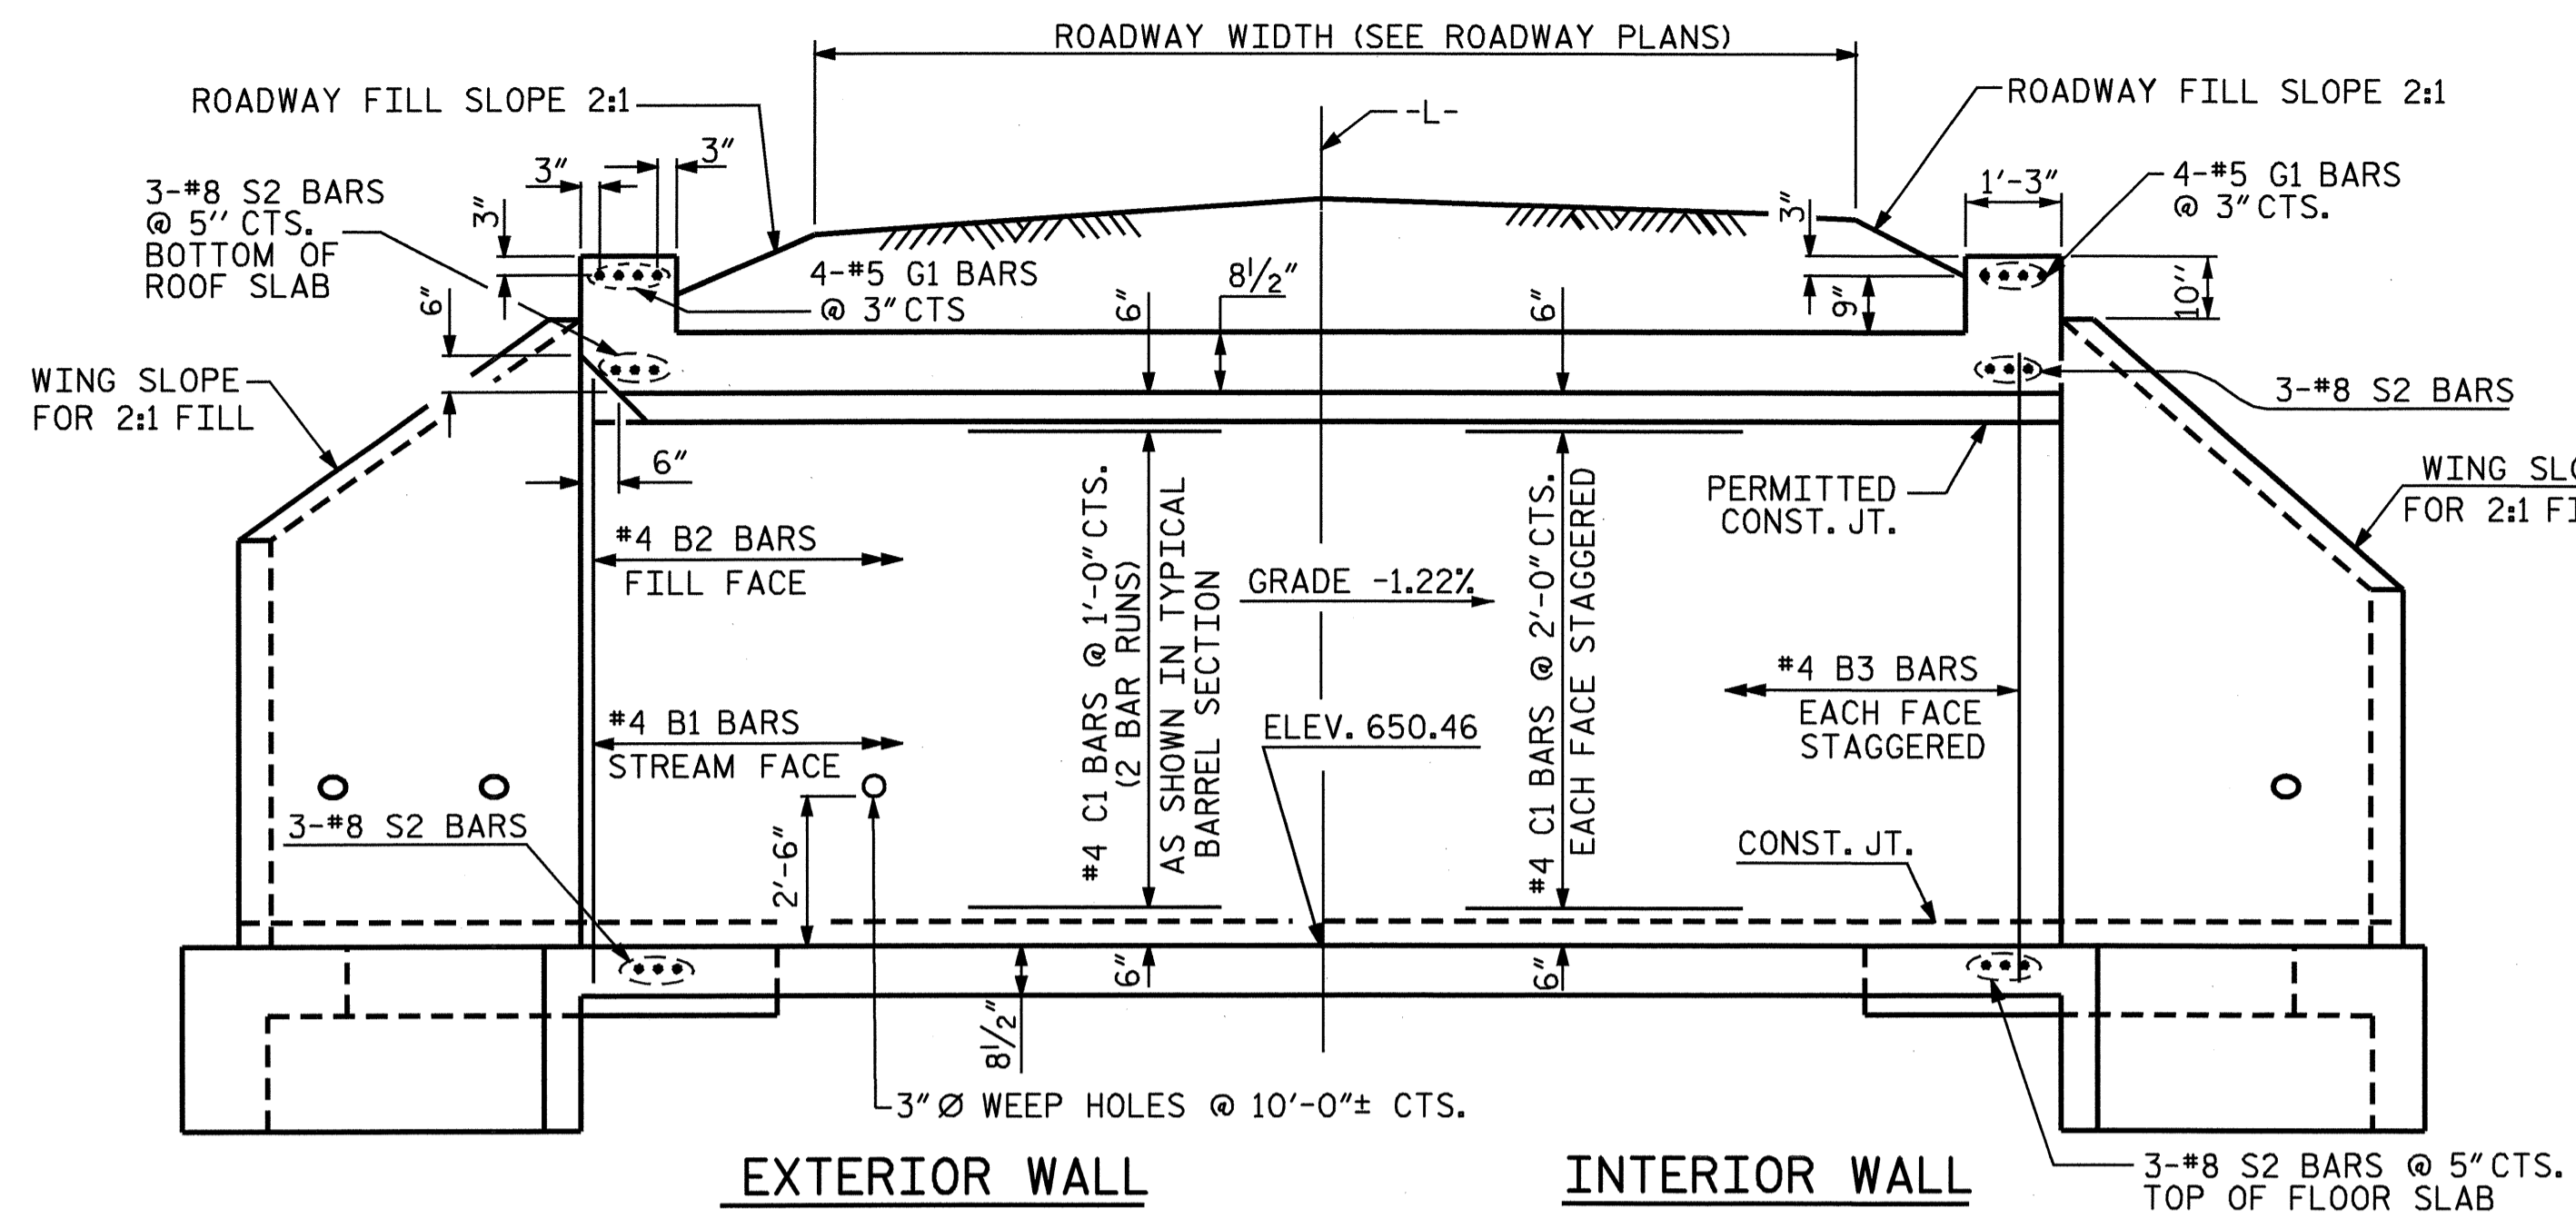 ROADWAY WIDTH (SEE ROADWAY PLANS)
ROADWAY FILL SLOPE 2:1
-L-
ROADWAY FILL SLOPE 2:1
3"
3"
3"
3-#8 S2 BARS
@ 5'' CTS.
BOTTOM OF
ROOF SLAB
6"
4-#5 G1 BARS
@ 3" CTS
6"
8 1/2"
6"
3"
9"
1'-3"
10''
4-#5 G1 BARS
@ 3" CTS.
3-#8 S2 BARS
WING SLOPE
FOR 2:1 FILL
6"
WING
FOR 2:1
PERMITTED
CONST. JT.
#4 B2 BARS
FILL FACE
#4 C1 BARS @ 1'-0" CTS.
(2 BAR RUNS)
AS SHOWN IN TYPICAL
BARREL SECTION
GRADE -1.22%
#4 C1 BARS @ 2'-0" CTS.
EACH FACE STAGGERED
#4 B3 BARS
EACH FACE
STAGGERED
#4 B1 BARS
STREAM FACE
ELEV. 650.46
3-#8 S2 BARS
2'-6"
CONST. JT.
6"
6"
8 1/2"
3" Ø WEEP HOLES @ 10'-0"± CTS.
EXTERIOR WALL
INTERIOR WALL
3-#8 S2 BARS @ 5" CTS.
TOP OF FLOOR SLAB